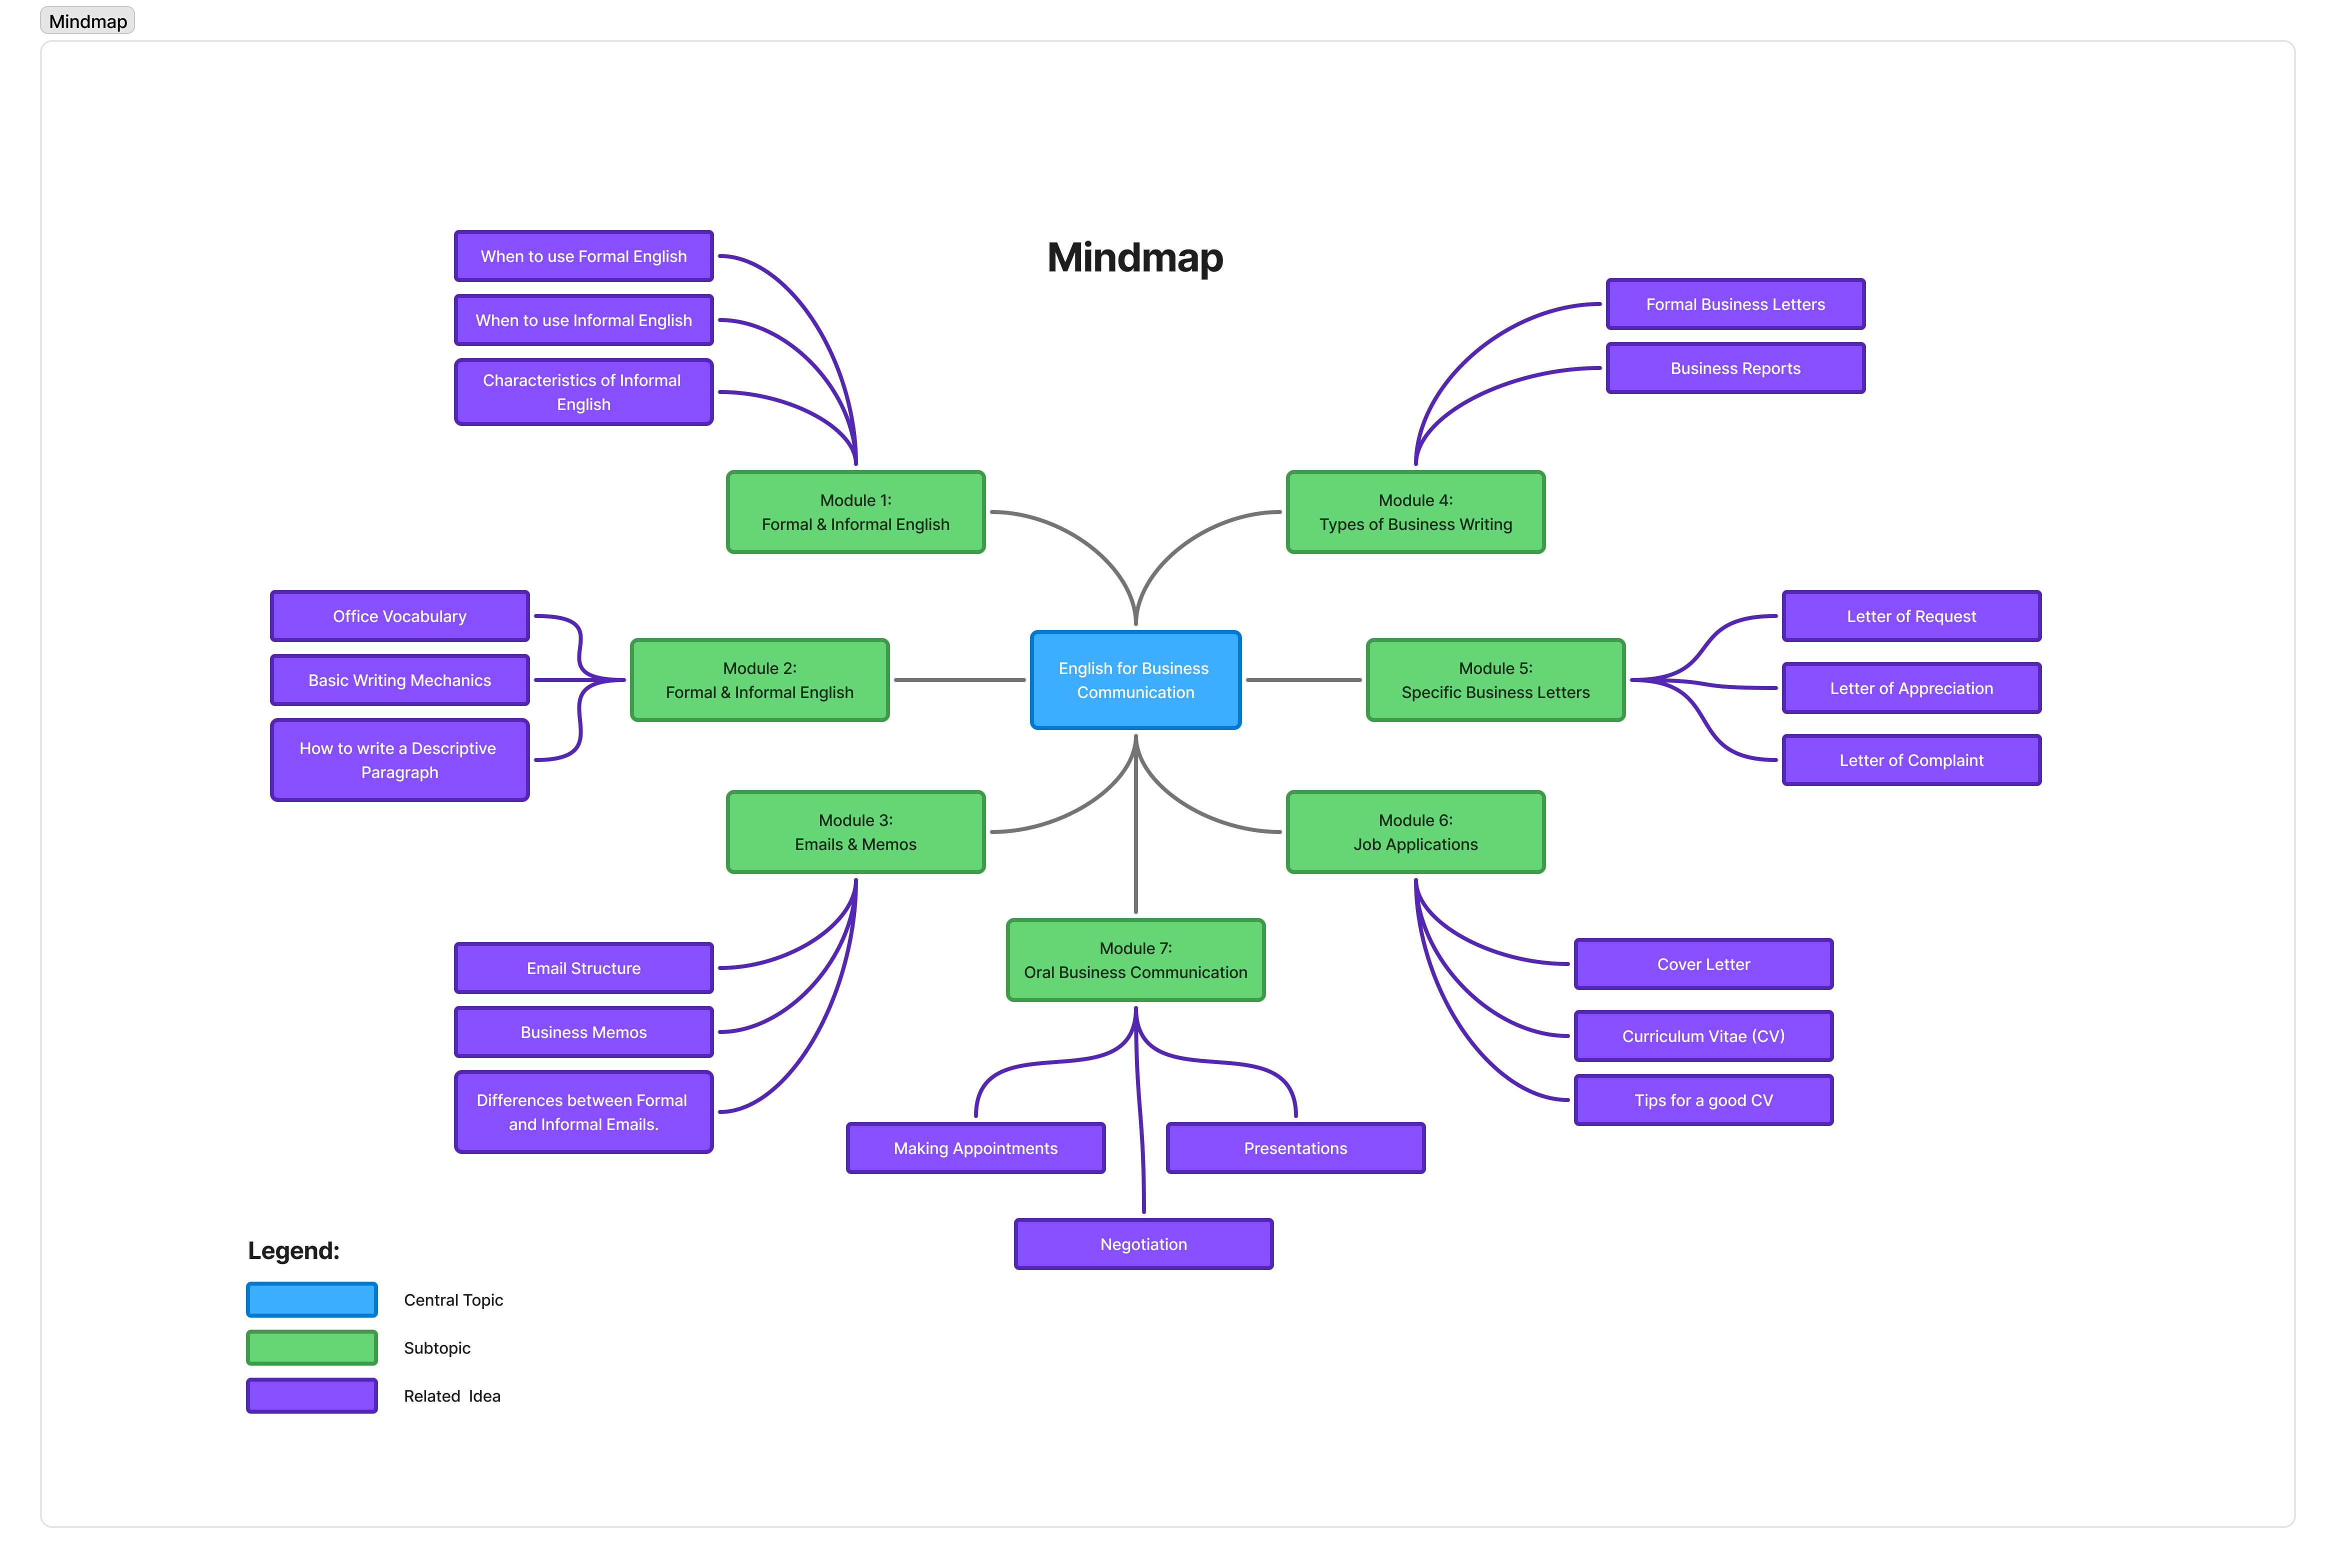 Mindmap
Mindmap
When to use Formal English
When to use Informal English
Characteristics of Informal
English
Module 1:
Formal & Informal English
Office Vocabulary
Basic Writing Mechanics
How to write a Descriptive
Paragraph
Module 2:
Formal & Informal English
English for Business
Communication
Module 3:
Emails & Memos
Email Structure
Business Memos
Differences between Formal
and Informal Emails.
Formal Business Letters
Business Reports
Module 4:
Types of Business Writing
Module 5:
Specific Business Letters
Letter of Request
Letter of Appreciation
Letter of Complaint
Module 6:
Job Applications
Cover Letter
Curriculum Vitae (CV)
Tips for a good CV
Module 7:
Oral Business Communication
Making Appointments
Presentations
Negotiation
Legend:
Central Topic
Subtopic
Related  Idea